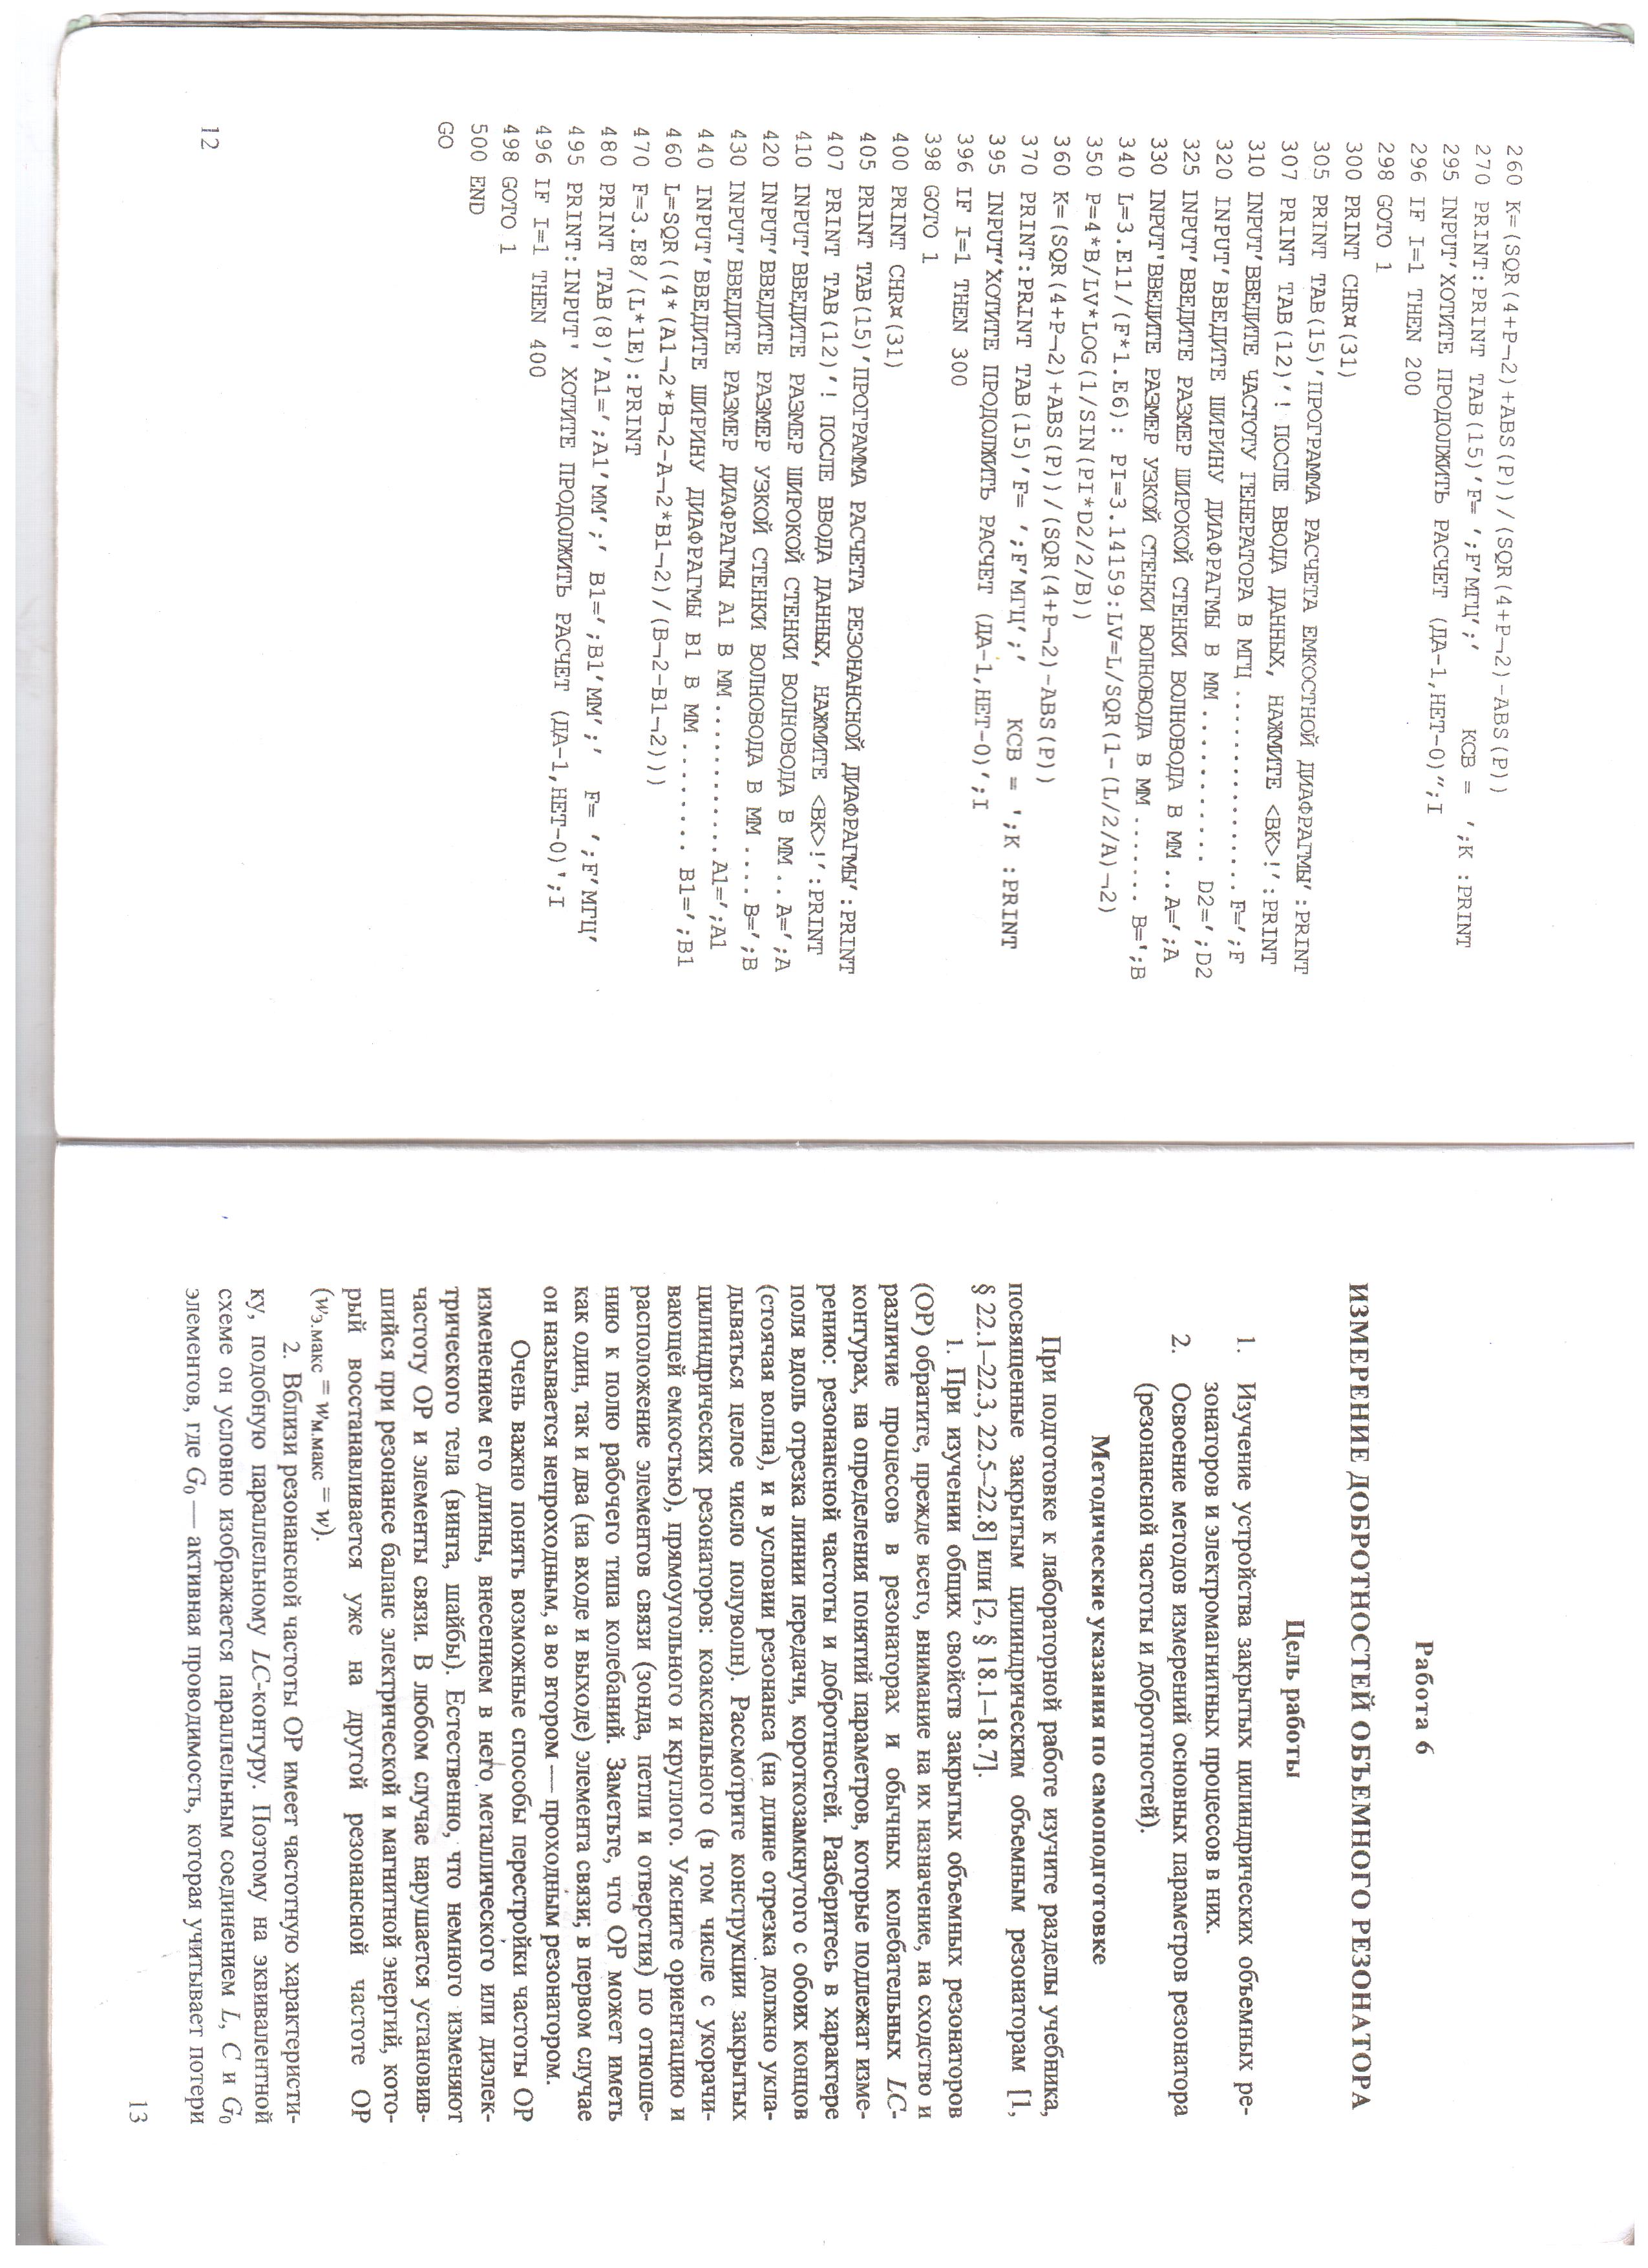 260 K=(SQR(4+P¬2)+ABS(P))/(SQR(4+P¬2)-ABS(P))
270 PRINT:PRINT TAB(15)'F= ';F'МГЦ';' КСВ = ';K :PRINT
295 INPUT'ХОТИТЕ ПРОДОЛЖИТЬ РАСЧЕТ (ДА-1,НЕТ-0)";I
296 IF I=1 THEN 200
298 GOTO 1
300 PRINT CHR¤(31)
305 PRINT TAB(15)'ПРОГРАММА РАСЧЕТА ЕМКОСТНОЙ ДИАФРАГМЫ':PRINT
307 PRINT TAB(12)'! ПОСЛЕ ВВОДА ДАННЫХ, НАЖМИТЕ <ВК>!':PRINT
310 INPUT'ВВЕДИТЕ ЧАСТОТУ ГЕНЕРАТОРА В МГЦ ................F=';F
320 INPUT'ВВЕДИТЕ ШИРИНУ ДИАФРАГМЫ В ММ ............ D2=';D2
325 INPUT'ВВЕДИТЕ РАЗМЕР ШИРОКОЙ СТЕНКИ ВОЛНОВОДА В ММ ..A=';A
330 INPUT'ВВЕДИТЕ РАЗМЕР УЗКОЙ СТЕНКИ ВОЛНОВОДА В ММ ....... B=';B
340 L=3.E11/(F*1.E6): PI=3.14159:LV=L/SQR(1-(L/2/A)¬2)
350 P=4*B/LV*LOG(1/SIN(PI*D2/2/B))
360 K=(SQR(4+P¬2)+ABS(P))/(SQR(4+P¬2)-ABS(P))
370 PRINT:PRINT TAB(15)'F= ';F'МГЦ';' КСВ = ';K :PRINT
395 INPUT'ХОТИТЕ ПРОДОЛЖИТЬ РАСЧЕТ (ДА-1,НЕТ-0)';I
396 IF I=1 THEN 300
398 GOTO 1
400 PRINT CHR¤(31)
405 PRINT TAB(15)'ПРОГРАММА РАСЧЕТА РЕЗОНАНСНОЙ ДИАФРАГМЫ':PRINT
407 PRINT TAB(12)'! ПОСЛЕ ВВОДА ДАННЫХ, НАЖМИТЕ <ВК>!':PRINT
410 INPUT'ВВЕДИТЕ РАЗМЕР ШИРОКОЙ СТЕНКИ ВОЛНОВОДА В ММ .. A=';A
420 INPUT'ВВЕДИТЕ РАЗМЕР УЗКОЙ СТЕНКИ ВОЛНОВОДА В ММ .... B=';B
430 INPUT'ВВЕДИТЕ РАЗМЕР ДИАФРАГМЫ A1 В ММ............A1=';A1
440 INPUT'ВВЕДИТЕ ШИРИНУ ДИАФРАГМЫ B1 В ММ ......... B1=';B1
460 L=SQR((4*(A1¬2*B¬2-A¬2*B1¬2)/(B¬2-B1¬2)))
470 F=3.E8/(L*1E):PRINT
480 PRINT TAB(8)'A1=';A1'ММ';' B1=';B1'ММ';' F= ';F'МГЦ'
495 PRINT:INPUT' ХОТИТЕ ПРОДОЛЖИТЬ РАСЧЕТ (ДА-1,НЕТ-0)';I
496 IF I=1 THEN 400
498 GOTO 1
500 END
GO
12
Работа 6
ИЗМЕРЕНИЕ ДОБРОТНОСТЕЙ ОБЪЕМНОГО РЕЗОНАТОРА
Цель работы
1. Изучение устройства закрытых цилиндрических объемных ре-
зонаторов и электромагнитных процессов в них.
2. Освоение методов измерений основных параметров резонатора
(резонансной частоты и добротностей).
Методические указания по самоподготовке
При подготовке к лабораторной работе изучите разделы учебника,
посвященные закрытым цилиндрическим объемным резонаторам [1,
§ 22.1–22.3, 22.5–22.8] или [2, § 18.1–18.7].
1. При изучении общих свойств закрытых объемных резонаторов
(ОР) обратите, прежде всего, внимание на их назначение, на сходство и
различие процессов в резонаторах и обычных колебательных LC-
контурах, на определения понятий параметров, которые подлежат изме-
рению: резонансной частоты и добротностей. Разберитесь в характере
поля вдоль отрезка линии передачи, короткозамкнутого с обоих концов
(стоячая волна), и в условии резонанса (на длине отрезка должно укла-
дываться целое число полуволн). Рассмотрите конструкции закрытых
цилиндрических резонаторов: коаксиального (в том числе с укорачи-
вающей емкостью), прямоугольного и круглого. Уясните ориентацию и
расположение элементов связи (зонда, петли и отверстия) по отноше-
нию к полю рабочего типа колебаний. Заметьте, что ОР может иметь
как один, так и два (на входе и выходе) элемента связи; в первом случае
он называется непроходным, а во втором — проходным резонатором.
Очень важно понять возможные способы перестройки частоты ОР
изменением его длины, внесением в него металлического или диэлек-
трического тела (винта, шайбы). Естественно, что немного изменяют
частоту ОР и элементы связи. В любом случае нарушается установив-
шийся при резонансе баланс электрической и магнитной энергий, кото-
рый восстанавливается уже на другой резонансной частоте ОР
(wэ.макс = wм.макс = w).
2. Вблизи резонансной частоты ОР имеет частотную характеристи-
ку, подобную параллельному LC-контуру. Поэтому на эквивалентной
схеме он условно изображается параллельным соединением L, C и G₀
элементов, где G₀ — активная проводимость, которая учитывает потери
13